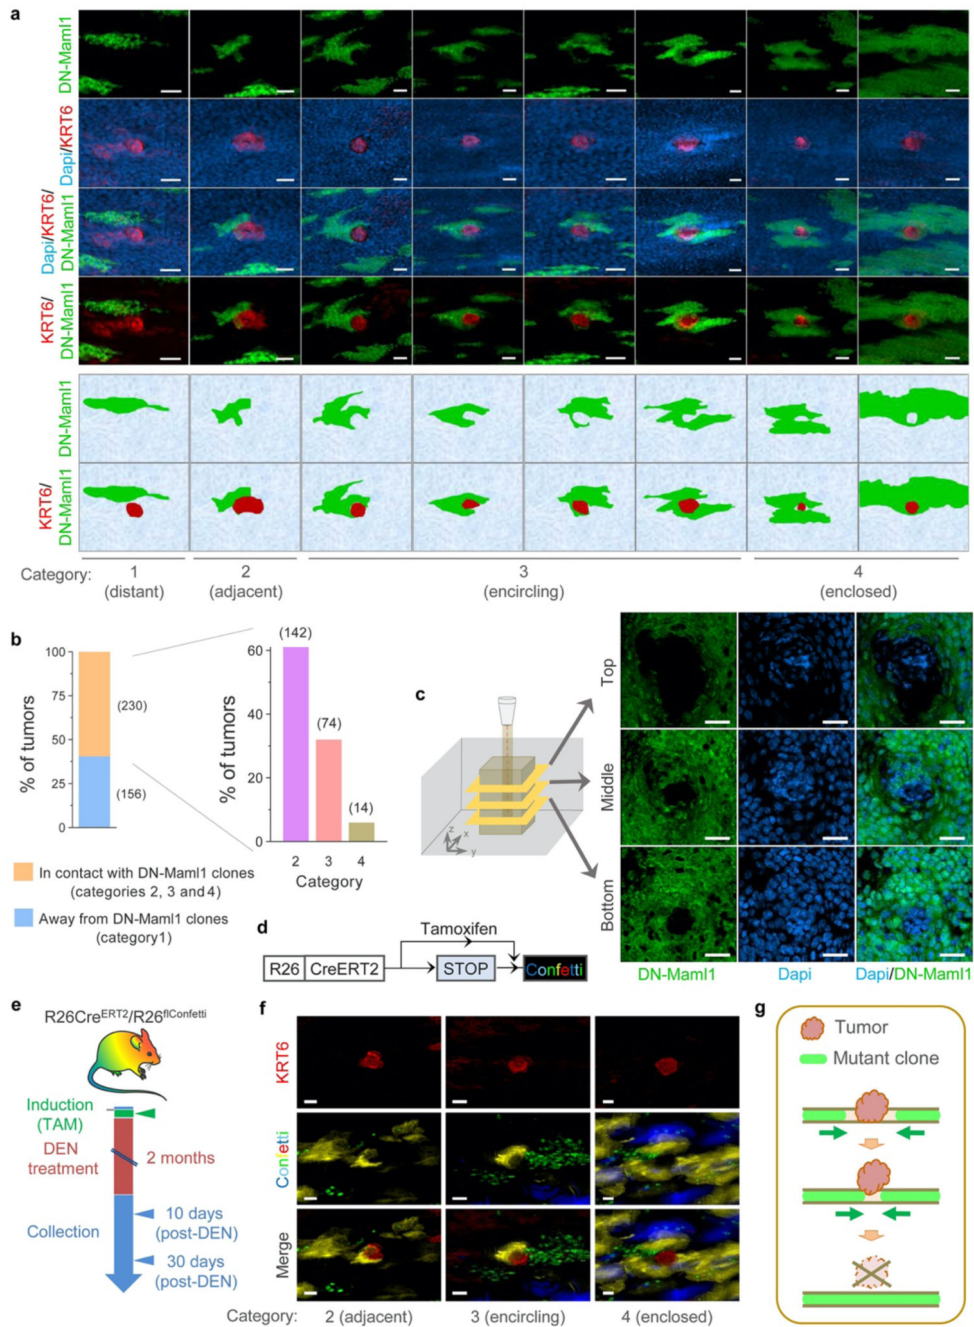 a
DN-Maml1
Dapi/KRT6
Dapi/KRT6/
DN-Maml1
KRT6/
DN-Maml1
DN-Maml1
KRT6/
DN-Maml1
Category:
1
(distant)
2
(adjacent)
3
(encircling)
4
(enclosed)
b
% of tumors
100
75
50
25
0
(230)
(156)
% of tumors
60
40
20
0
(142)
(74)
(14)
2
3
4
Category
In contact with DN-Maml1 clones
(categories 2, 3 and 4)
Away from DN-Maml1 clones
(category1)
c
z
x
y
Top
Middle
Bottom
DN-Maml1
Dapi
Dapi/DN-Maml1
d
Tamoxifen
R26
CreERT2
STOP
Confetti
e
R26Cre^ERT2/R26^flConfetti
Induction
(TAM)
DEN
treatment
2 months
Collection
10 days
(post-DEN)
30 days
(post-DEN)
f
KRT6
Confetti
Merge
Category:
2 (adjacent)
3 (encircling)
4 (enclosed)
g
Tumor
Mutant clone